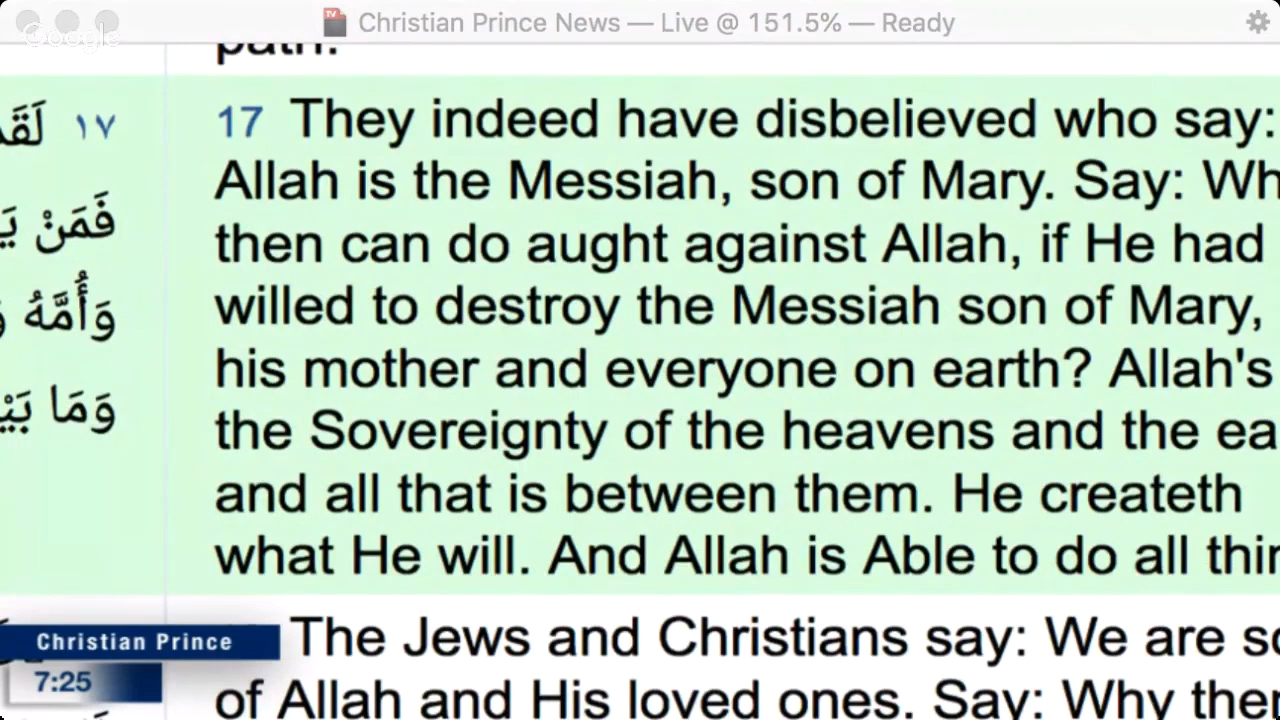 Google
Christian Prince News — Live @ 151.5% — Ready
path.
17 They indeed have disbelieved who say:
Allah is the Messiah, son of Mary. Say: Wh
then can do aught against Allah, if He had
willed to destroy the Messiah son of Mary,
his mother and everyone on earth? Allah's
the Sovereignty of the heavens and the ea
and all that is between them. He createth
what He will. And Allah is Able to do all thin
The Jews and Christians say: We are so
of Allah and His loved ones. Say: Why then
١٧ لَقَد
فَمَنْ يَ
وَأُمَّهُ وَ
وَمَا بَيْ
Christian Prince
7:25